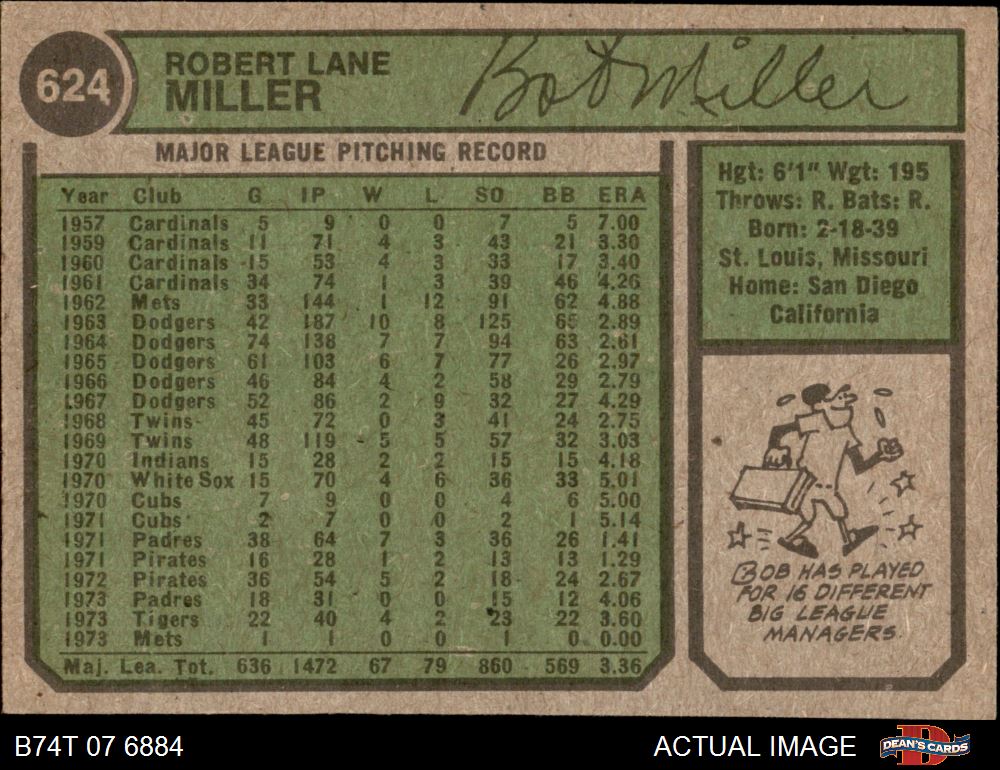 624
ROBERT LANE
MILLER
Bob Miller
MAJOR LEAGUE PITCHING RECORD
Year Club G IP W L SO BB ERA
1957 Cardinals 5 9 0 0 7 5 7.00
1959 Cardinals 11 71 4 3 43 21 3.30
1960 Cardinals 15 53 4 3 33 17 3.40
1961 Cardinals 34 74 1 3 39 46 4.26
1962 Mets 33 144 1 12 91 62 4.88
1963 Dodgers 42 187 10 8 125 65 2.89
1964 Dodgers 74 138 7 7 94 63 2.61
1965 Dodgers 61 103 6 7 77 26 2.97
1966 Dodgers 46 84 4 2 58 29 2.79
1967 Dodgers 52 86 2 9 32 27 4.29
1968 Twins 45 72 0 3 41 24 2.75
1969 Twins 48 119 5 5 57 32 3.03
1970 Indians 15 28 2 2 15 15 4.18
1970 White Sox 15 70 4 6 36 33 5.01
1970 Cubs 7 9 0 0 4 6 5.00
1971 Cubs 2 7 0 0 2 1 5.14
1971 Padres 38 64 7 3 36 26 1.41
1971 Pirates 16 28 1 2 13 13 1.29
1972 Pirates 36 54 5 2 18 24 2.67
1973 Padres 18 31 0 0 15 12 4.06
1973 Tigers 22 40 4 2 23 22 3.60
1973 Mets 1 1 0 0 1 0 0.00
Maj. Lea. Tot. 636 1472 67 79 860 569 3.36
Hgt: 6'1" Wgt: 195
Throws: R. Bats: R.
Born: 2-18-39
St. Louis, Missouri
Home: San Diego
California
BOB HAS PLAYED
FOR 16 DIFFERENT
BIG LEAGUE
MANAGERS.
B74T 07 6884
ACTUAL IMAGE
DEAN'S CARDS